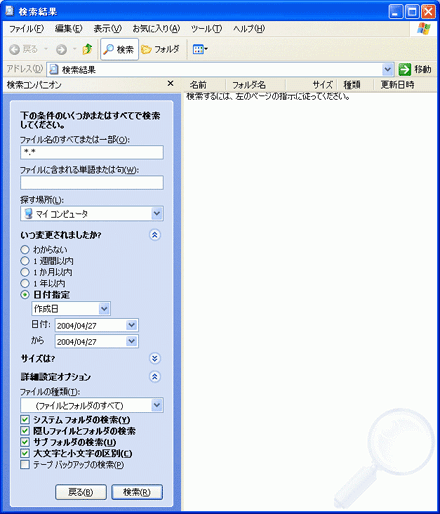 検索結果
ファイル(F) 編集(E) 表示(V) お気に入り(A) ツール(T) ヘルプ(H)
戻る 検索 フォルダ
アドレス(D) 検索結果 移動
検索コンパニオン 名前 フォルダ名 サイズ 種類 更新日時
検索するには、左のページの指示に従ってください。
下の条件のいくつかまたはすべてで検索
してください。
ファイル名のすべてまたは一部(O):
*.*
ファイルに含まれる単語または句(W):
探す場所(L):
マイ コンピュータ
いつ変更されましたか?
わからない
1 週間以内
1 か月以内
1 年以内
日付指定
作成日
日付: 2004/04/27
から 2004/04/27
サイズは?
詳細設定オプション
ファイルの種類(T):
(ファイルとフォルダのすべて)
システム フォルダの検索(Y)
隠しファイルとフォルダの検索
サブ フォルダの検索(U)
大文字と小文字の区別(C)
テープ バックアップの検索(P)
戻る(B) 検索(R)